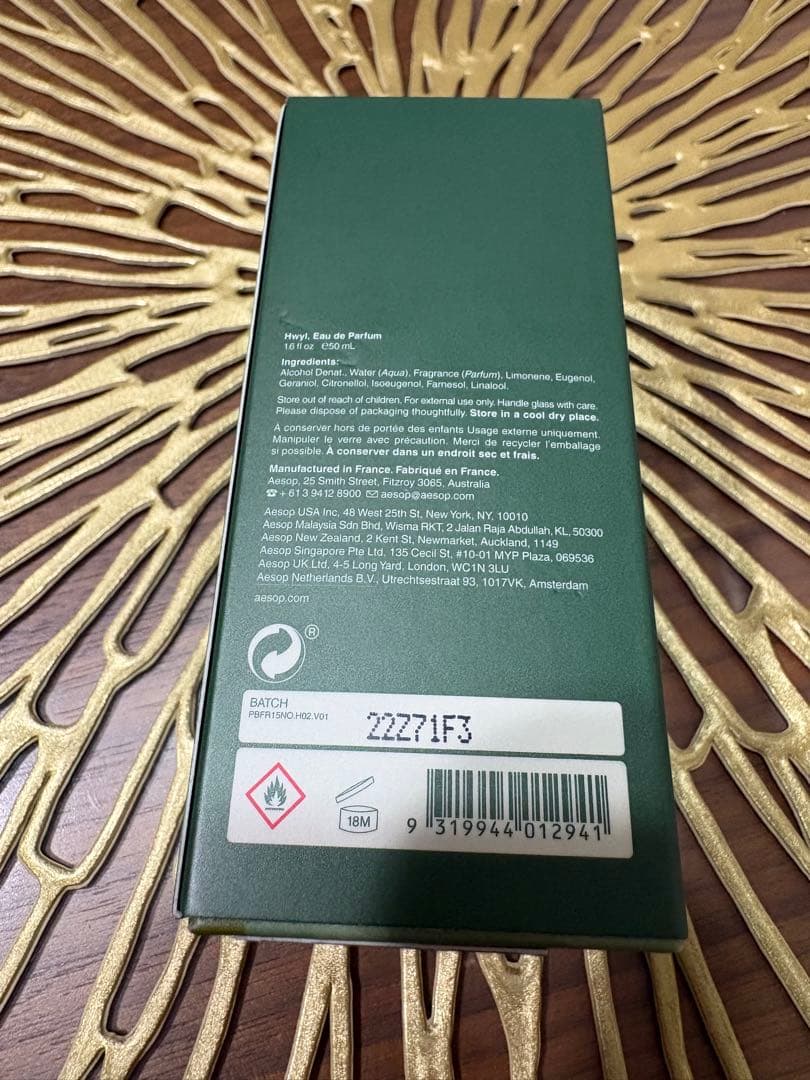 Hwyl, Eau de Parfum
1.6 fl oz ℮50 mL
Ingredients:
Alcohol Denat., Water (Aqua), Fragrance (Parfum), Limonene, Eugenol,
Geraniol, Citronellol, Isoeugenol, Farnesol, Linalool.
Store out of reach of children. For external use only. Handle glass with care.
Please dispose of packaging thoughtfully. Store in a cool dry place.
À conserver hors de portée des enfants Usage externe uniquement.
Manipuler le verre avec précaution. Merci de recycler l'emballage
si possible. À conserver dans un endroit sec et frais.
Manufactured in France. Fabriqué en France.
Aesop, 25 Smith Street, Fitzroy 3065, Australia
☎ + 61 3 9412 8900 ✉ aesop@aesop.com
Aesop USA Inc, 48 West 25th St, New York, NY, 10010
Aesop Malaysia Sdn Bhd, Wisma RKT, 2 Jalan Raja Abdullah, KL, 50300
Aesop New Zealand, 2 Kent St, Newmarket, Auckland, 1149
Aesop Singapore Pte Ltd. 135 Cecil St, #10-01 MYP Plaza, 069536
Aesop UK Ltd, 4-5 Long Yard, London, WC1N 3LU
Aesop Netherlands B.V., Utrechtsestraat 93, 1017VK, Amsterdam
aesop.com
®
BATCH
PBFR15NO.H02.V01
22Z71F3
18M
9 319944 012941